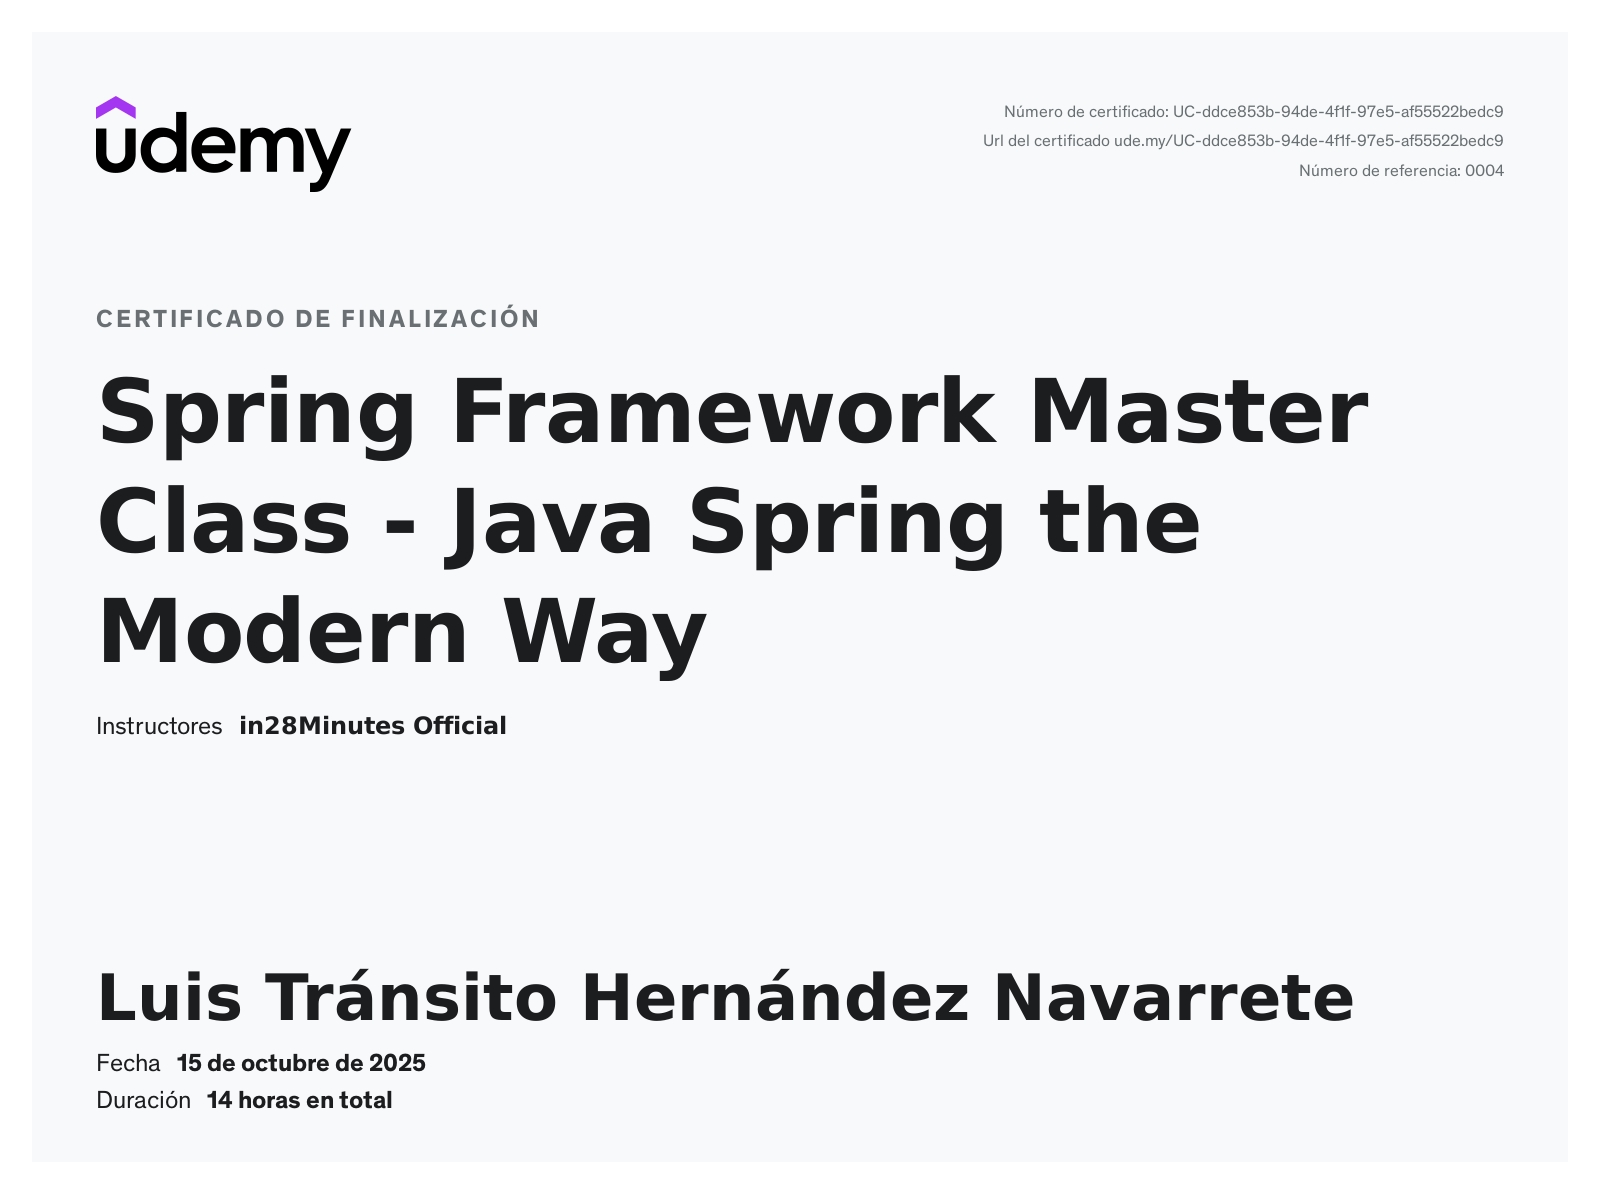 udemy
Número de certificado: UC-ddce853b-94de-4f1f-97e5-af55522bedc9
Url del certificado ude.my/UC-ddce853b-94de-4f1f-97e5-af55522bedc9
Número de referencia: 0004
CERTIFICADO DE FINALIZACIÓN
Spring Framework Master
Class - Java Spring the
Modern Way
Instructores in28Minutes Official
Luis Tránsito Hernández Navarrete
Fecha 15 de octubre de 2025
Duración 14 horas en total